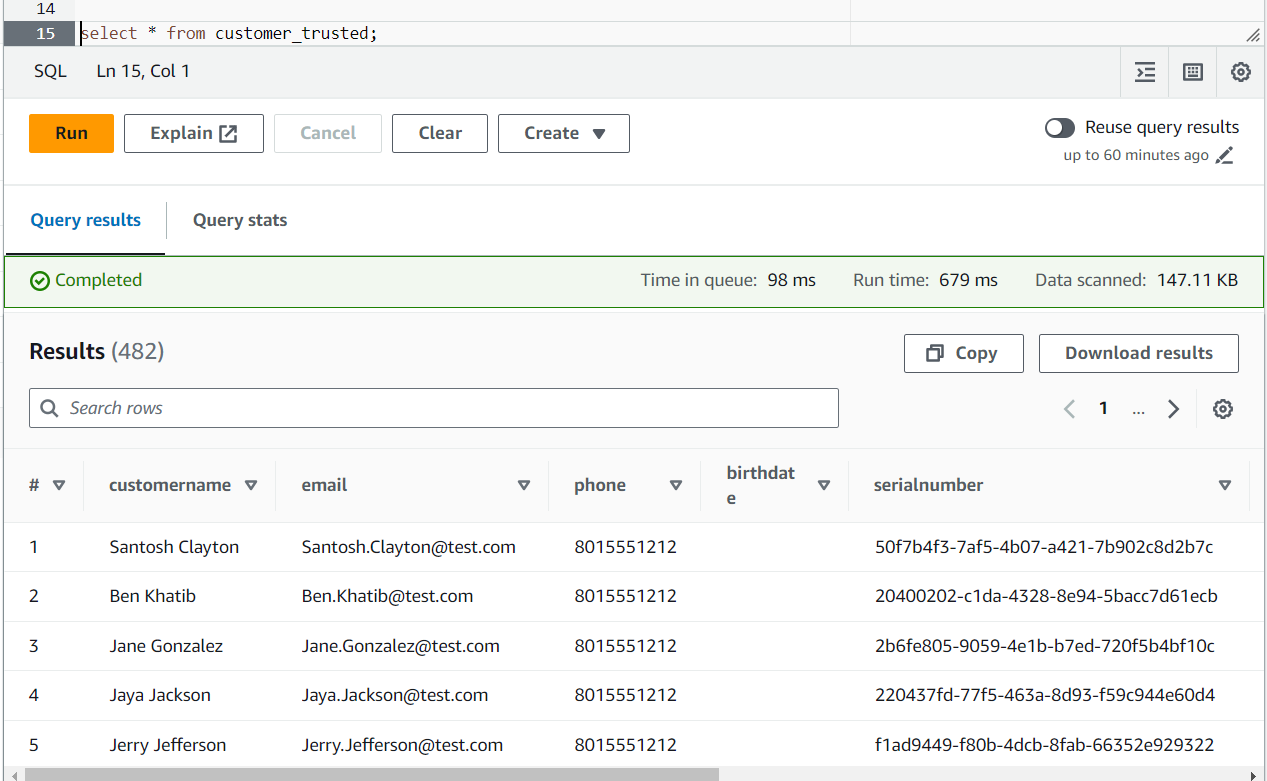 14
15 select * from customer_trusted;
SQL Ln 15, Col 1
Run Explain Cancel Clear Create Reuse query results
up to 60 minutes ago
Query results Query stats
Completed Time in queue: 98 ms Run time: 679 ms Data scanned: 147.11 KB
Results (482) Copy Download results
Search rows 1 ...
# customername email phone birthdat
e serialnumber
1 Santosh Clayton Santosh.Clayton@test.com 8015551212 50f7b4f3-7af5-4b07-a421-7b902c8d2b7c
2 Ben Khatib Ben.Khatib@test.com 8015551212 20400202-c1da-4328-8e94-5bacc7d61ecb
3 Jane Gonzalez Jane.Gonzalez@test.com 8015551212 2b6fe805-9059-4e1b-b7ed-720f5b4bf10c
4 Jaya Jackson Jaya.Jackson@test.com 8015551212 220437fd-77f5-463a-8d93-f59c944e60d4
5 Jerry Jefferson Jerry.Jefferson@test.com 8015551212 f1ad9449-f80b-4dcb-8fab-66352e929322